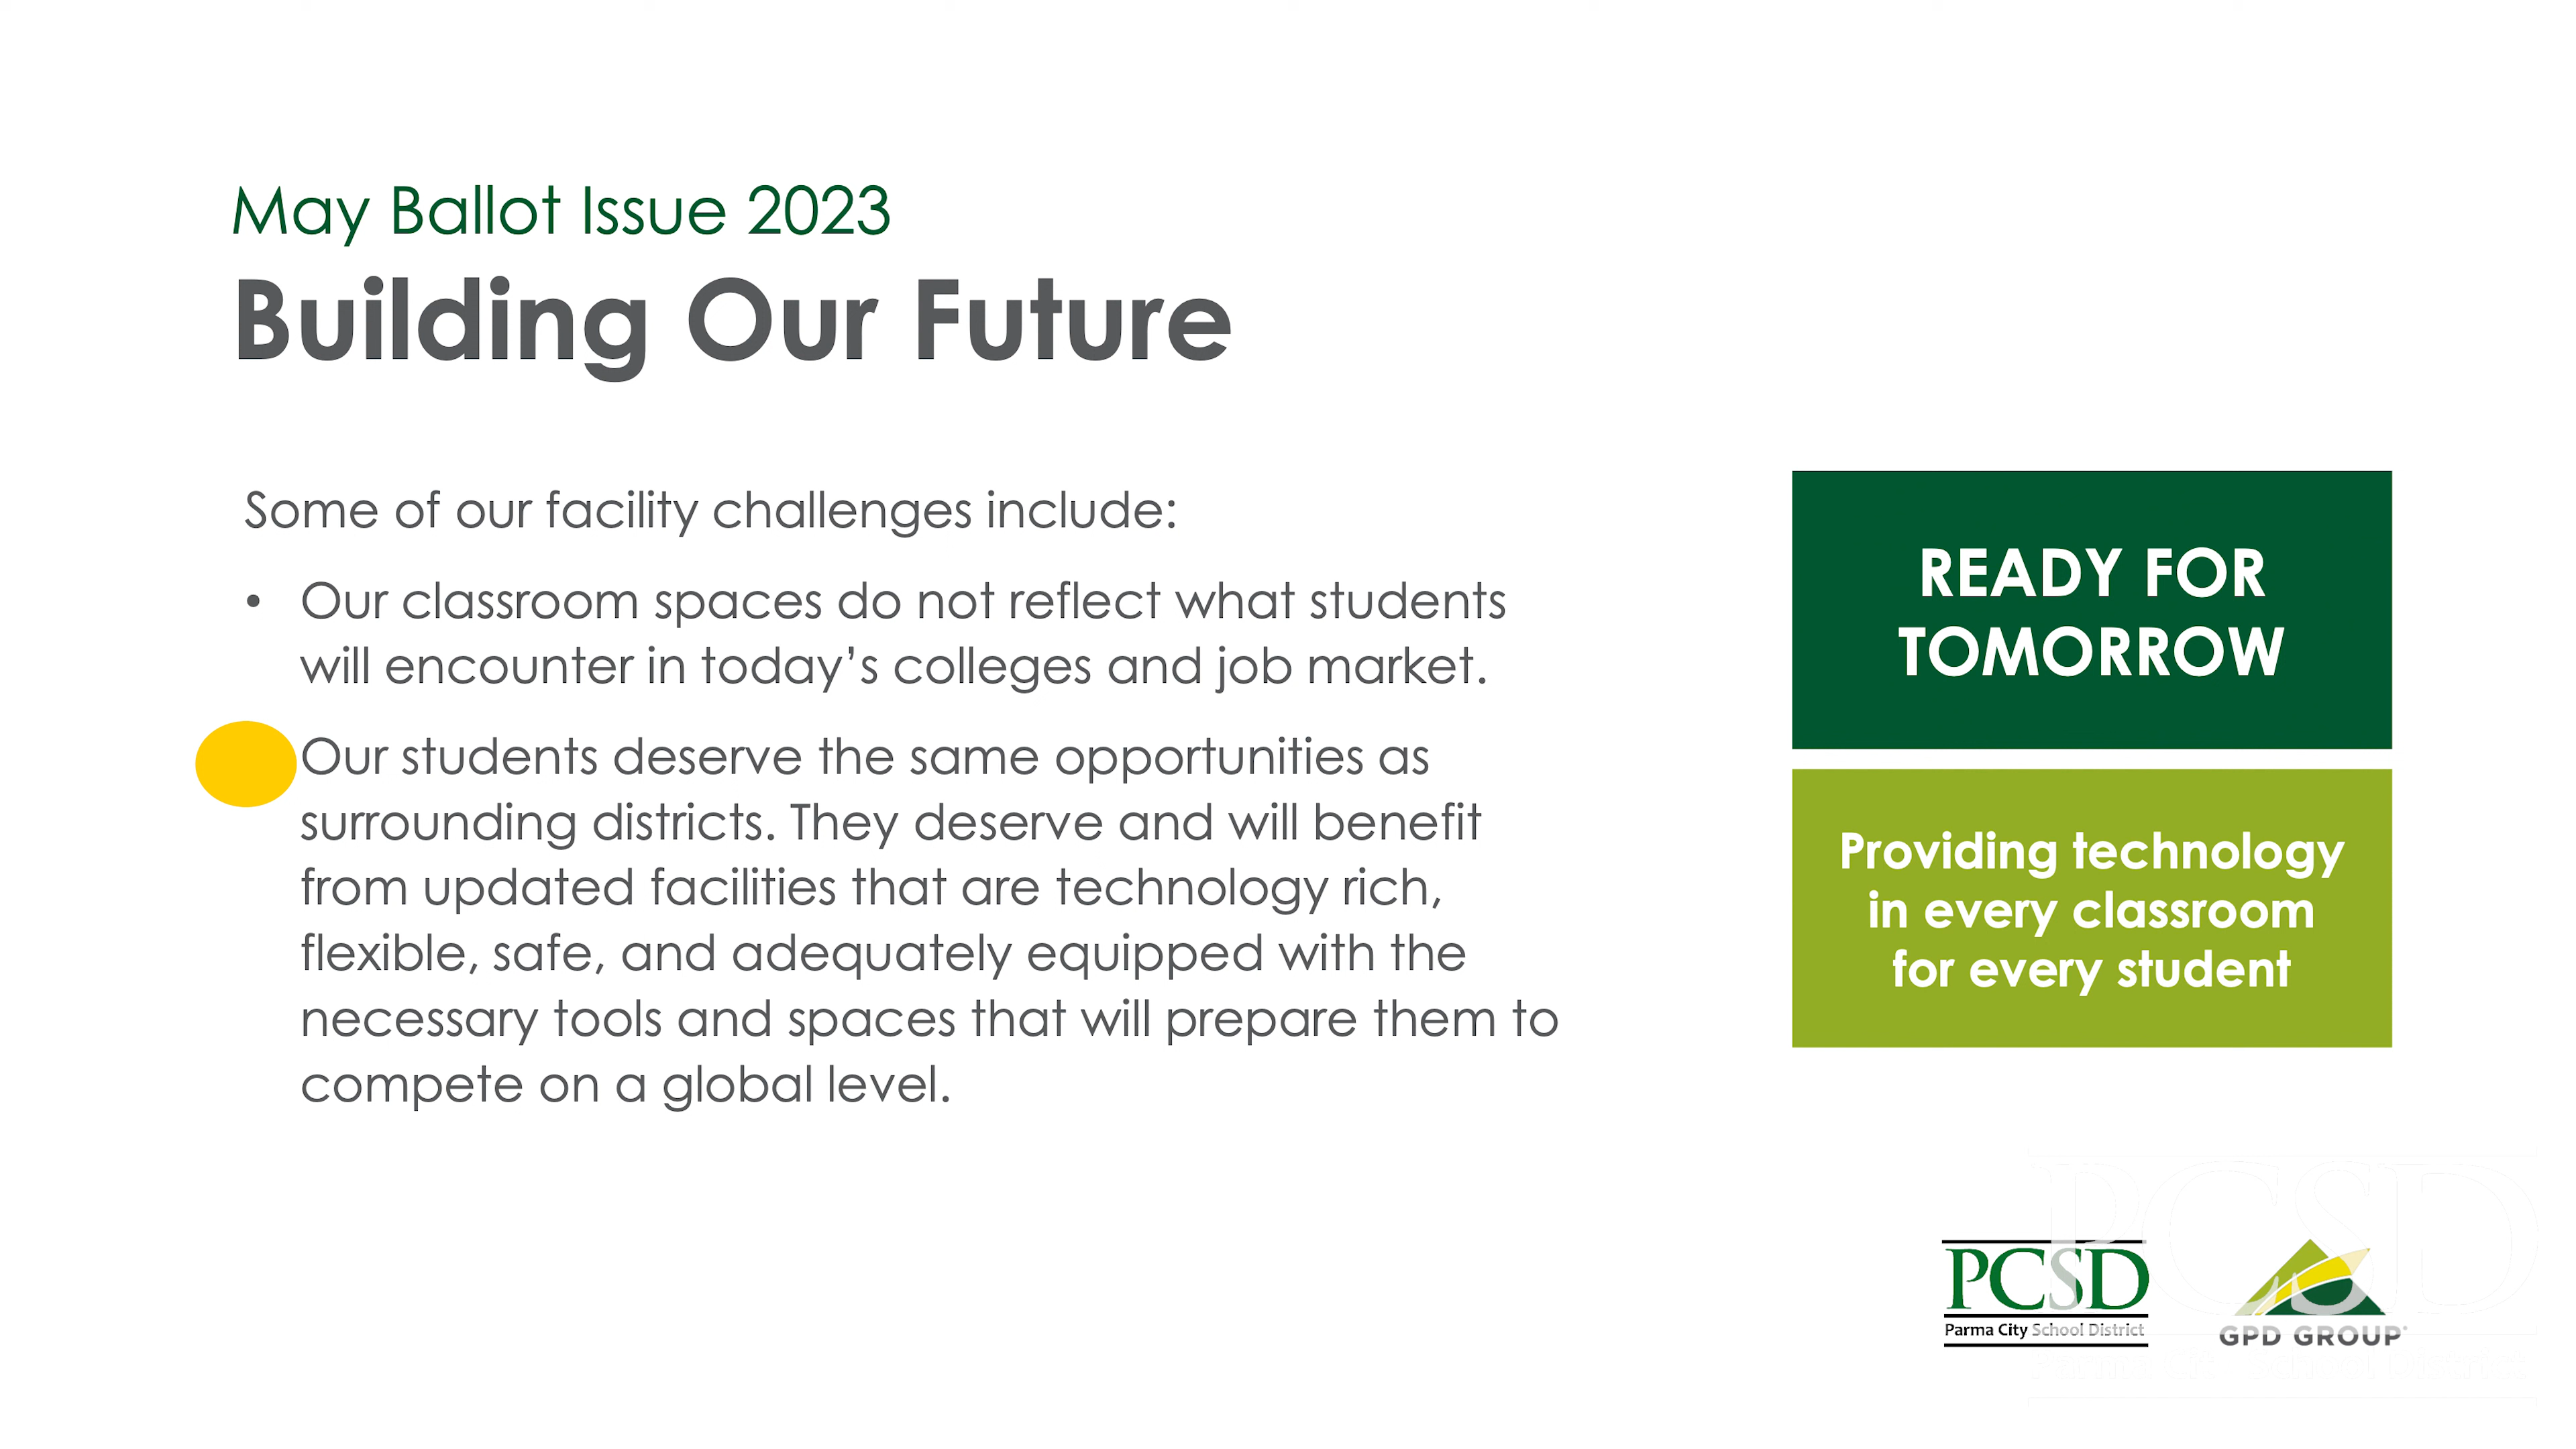 May Ballot Issue 2023
Building Our Future
Some of our facility challenges include:
• Our classroom spaces do not reflect what students
will encounter in today’s colleges and job market.
Our students deserve the same opportunities as
surrounding districts. They deserve and will benefit
from updated facilities that are technology rich,
flexible, safe, and adequately equipped with the
necessary tools and spaces that will prepare them to
compete on a global level.
READY FOR
TOMORROW
Providing technology
in every classroom
for every student
PCSD
Parma City School District
GPD GROUP
PCSD